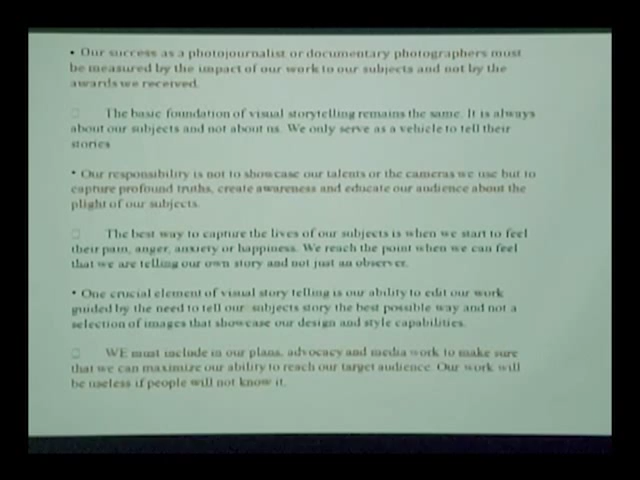 • Our success as a photojournalist or documentary photographers must
be measured by the impact of our work to our subjects and not by the
awards we received.
The basic foundation of visual storytelling remains the same. It is always
about our subjects and not about us. We only serve as a vehicle to tell their
stories
• Our responsibility is not to showcase our talents or the cameras we use but to
capture profound truths, create awareness and educate our audience about the
plight of our subjects.
The best way to capture the lives of our subjects is when we start to feel
their pain, anger, anxiety or happiness. We reach the point when we can feel
that we are telling our own story and not just an observer.
• One crucial element of visual story telling is our ability to edit our work
guided by the need to tell our subjects story the best possible way and not a
selection of images that showcase our design and style capabilities.
WE must include in our plans, advocacy and media work to make sure
that we can maximize our ability to reach our target audience. Our work will
be useless if people will not know it.